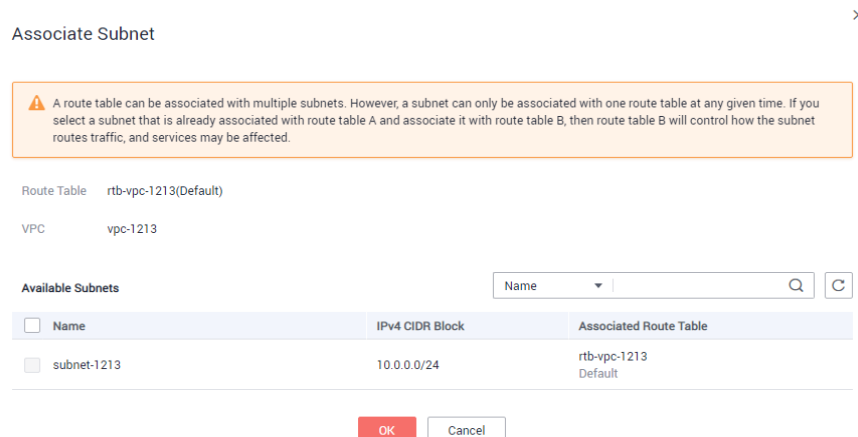 Associate Subnet
A route table can be associated with multiple subnets. However, a subnet can only be associated with one route table at any given time. If you
select a subnet that is already associated with route table A and associate it with route table B, then route table B will control how the subnet
routes traffic, and services may be affected.
Route Table rtb-vpc-1213(Default)
VPC vpc-1213
Available Subnets Name
Name IPv4 CIDR Block Associated Route Table
subnet-1213 10.0.0.0/24 rtb-vpc-1213
Default
OK Cancel